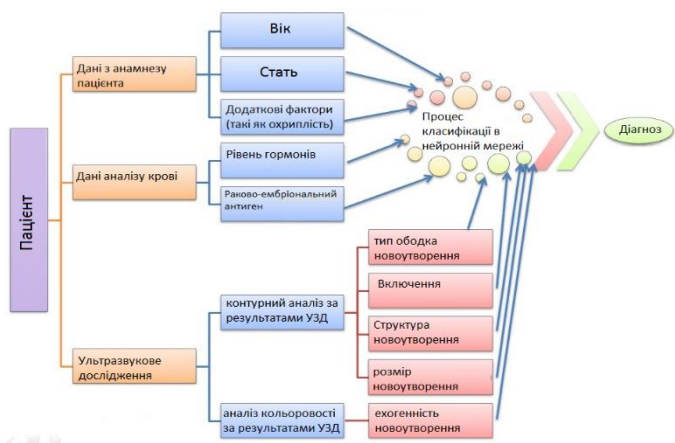 Пацієнт
Дані з анамнезу
пацієнта
Вік
Стать
Додаткові фактори
(такі як охриплість)
Дані аналізу крові
Рівень гормонів
Раково-ембріональний
антиген
Ультразвукове
дослідження
контурний аналіз за
результатами УЗД
тип ободка
новоутворення
Включення
Структура
новоутворення
розмір
новоутворення
аналіз кольоровості
за результатами УЗД
ехогенність
новоутворення
Процес
класифікації в
нейронній мережі
Діагноз